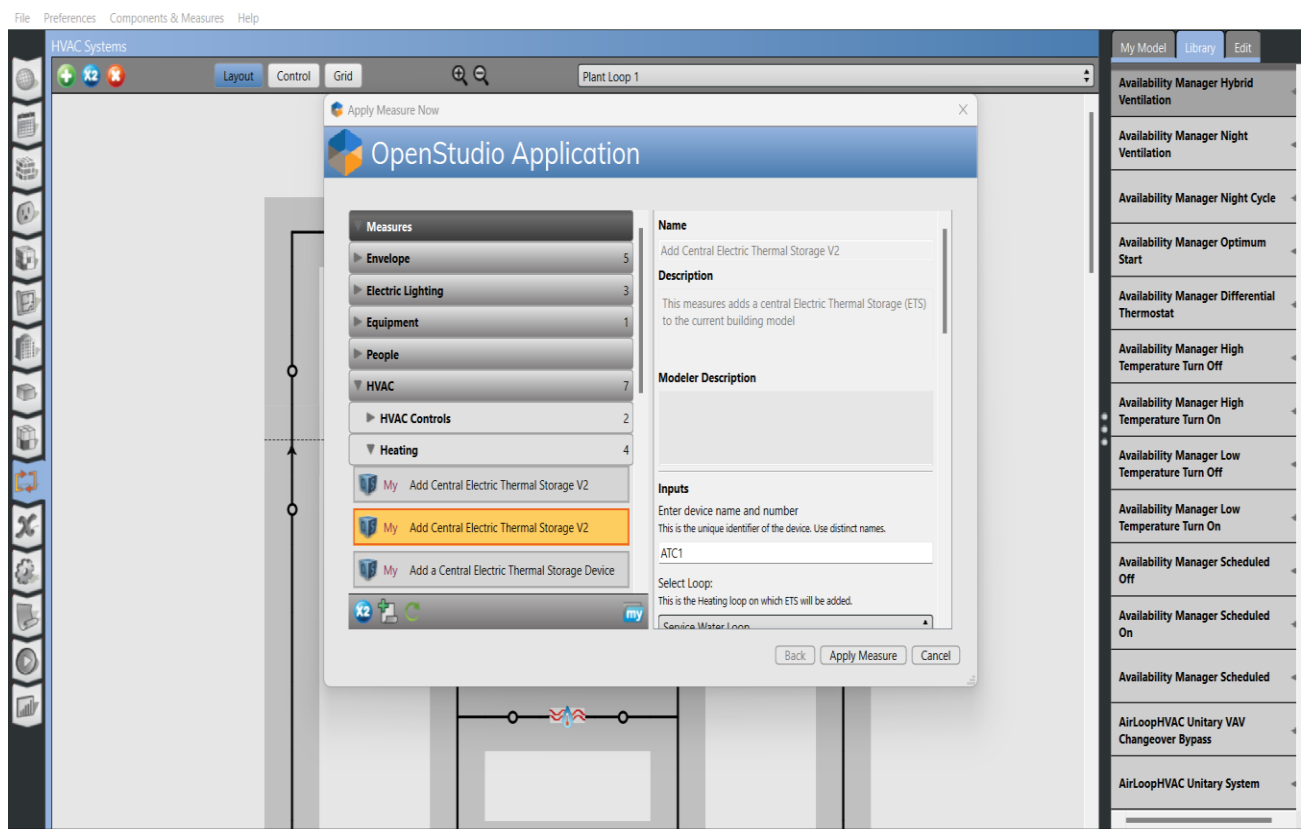 File Preferences Components & Measures Help
HVAC Systems
My Model Library Edit
X2
Layout Control Grid
Plant Loop 1
Apply Measure Now
OpenStudio Application
Measures
Envelope 5
Electric Lighting 3
Equipment 1
People
HVAC 7
HVAC Controls 2
Heating 4
My Add Central Electric Thermal Storage V2
My Add Central Electric Thermal Storage V2
My Add a Central Electric Thermal Storage Device
X2
my
Name
Add Central Electric Thermal Storage V2
Description
This measures adds a central Electric Thermal Storage (ETS)
to the current building model
Modeler Description
Inputs
Enter device name and number
This is the unique identifier of the device. Use distinct names.
ATC1
Select Loop:
This is the Heating loop on which ETS will be added.
Service Water Loop
Back Apply Measure Cancel
Availability Manager Hybrid
Ventilation
Availability Manager Night
Ventilation
Availability Manager Night Cycle
Availability Manager Optimum
Start
Availability Manager Differential
Thermostat
Availability Manager High
Temperature Turn Off
Availability Manager High
Temperature Turn On
Availability Manager Low
Temperature Turn Off
Availability Manager Low
Temperature Turn On
Availability Manager Scheduled
Off
Availability Manager Scheduled
On
Availability Manager Scheduled
AirLoopHVAC Unitary VAV
Changeover Bypass
AirLoopHVAC Unitary System